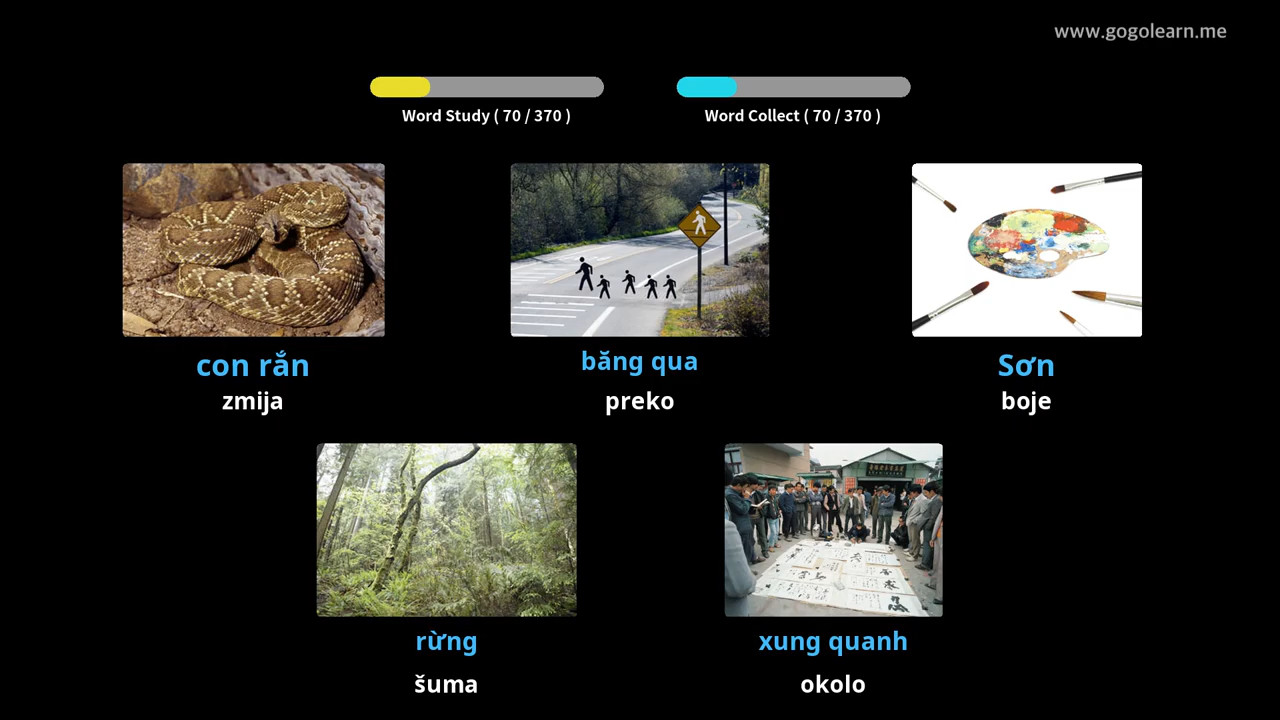 www.gogolearn.me
Word Study ( 70 / 370 )
Word Collect ( 70 / 370 )
con rắn
băng qua
Sơn
zmija
preko
boje
rừng
xung quanh
šuma
okolo